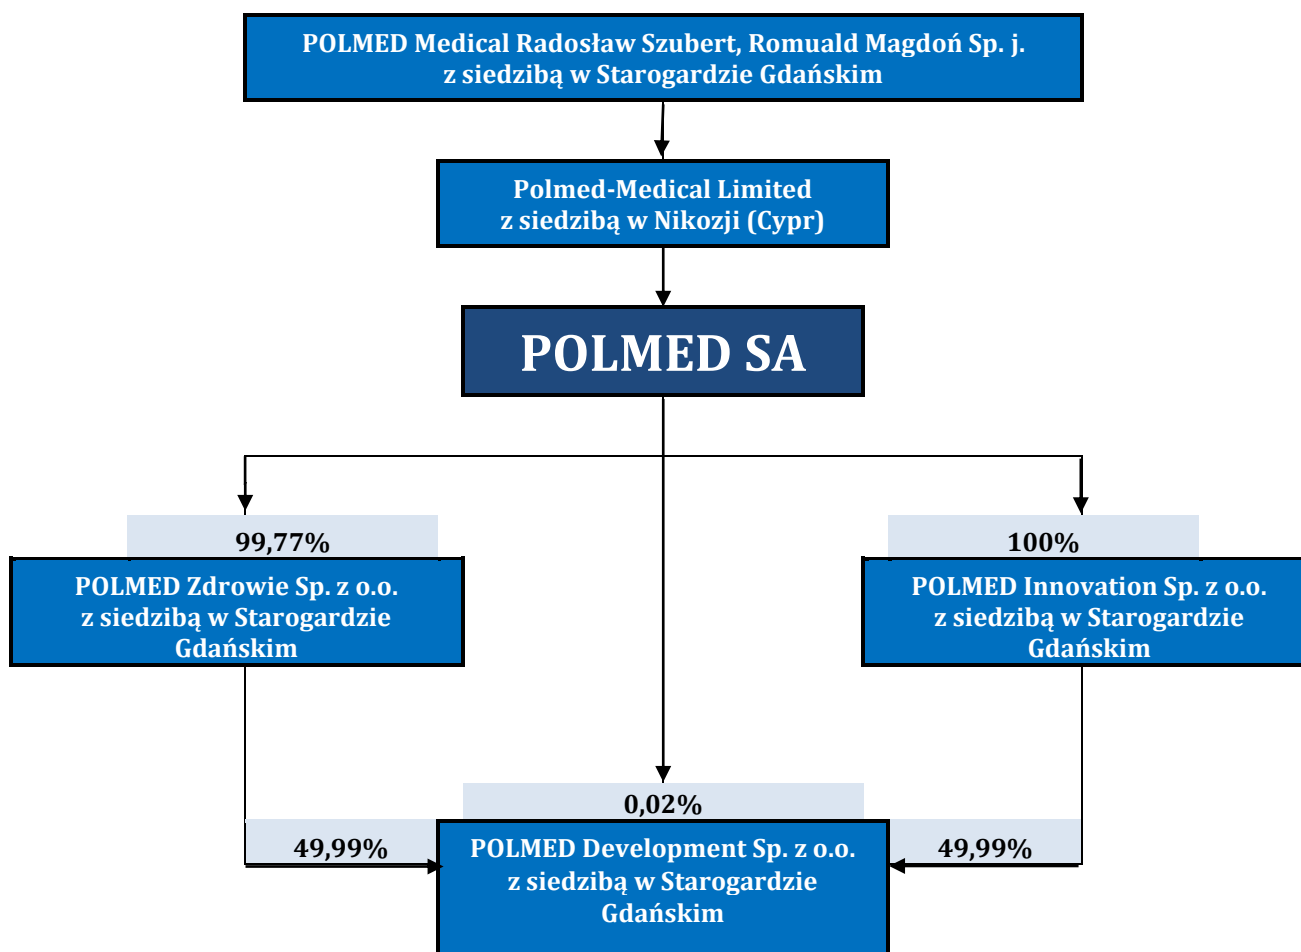 POLMED Medical Radosław Szubert, Romuald Magdoń Sp. j.
z siedzibą w Starogardzie Gdańskim
Polmed-Medical Limited
z siedzibą w Nikozji (Cypr)
POLMED SA
99,77%
POLMED Zdrowie Sp. z o.o.
z siedzibą w Starogardzie
Gdańskim
100%
POLMED Innovation Sp. z o.o.
z siedzibą w Starogardzie
Gdańskim
0,02%
49,99%
POLMED Development Sp. z o.o.
z siedzibą w Starogardzie
Gdańskim
49,99%